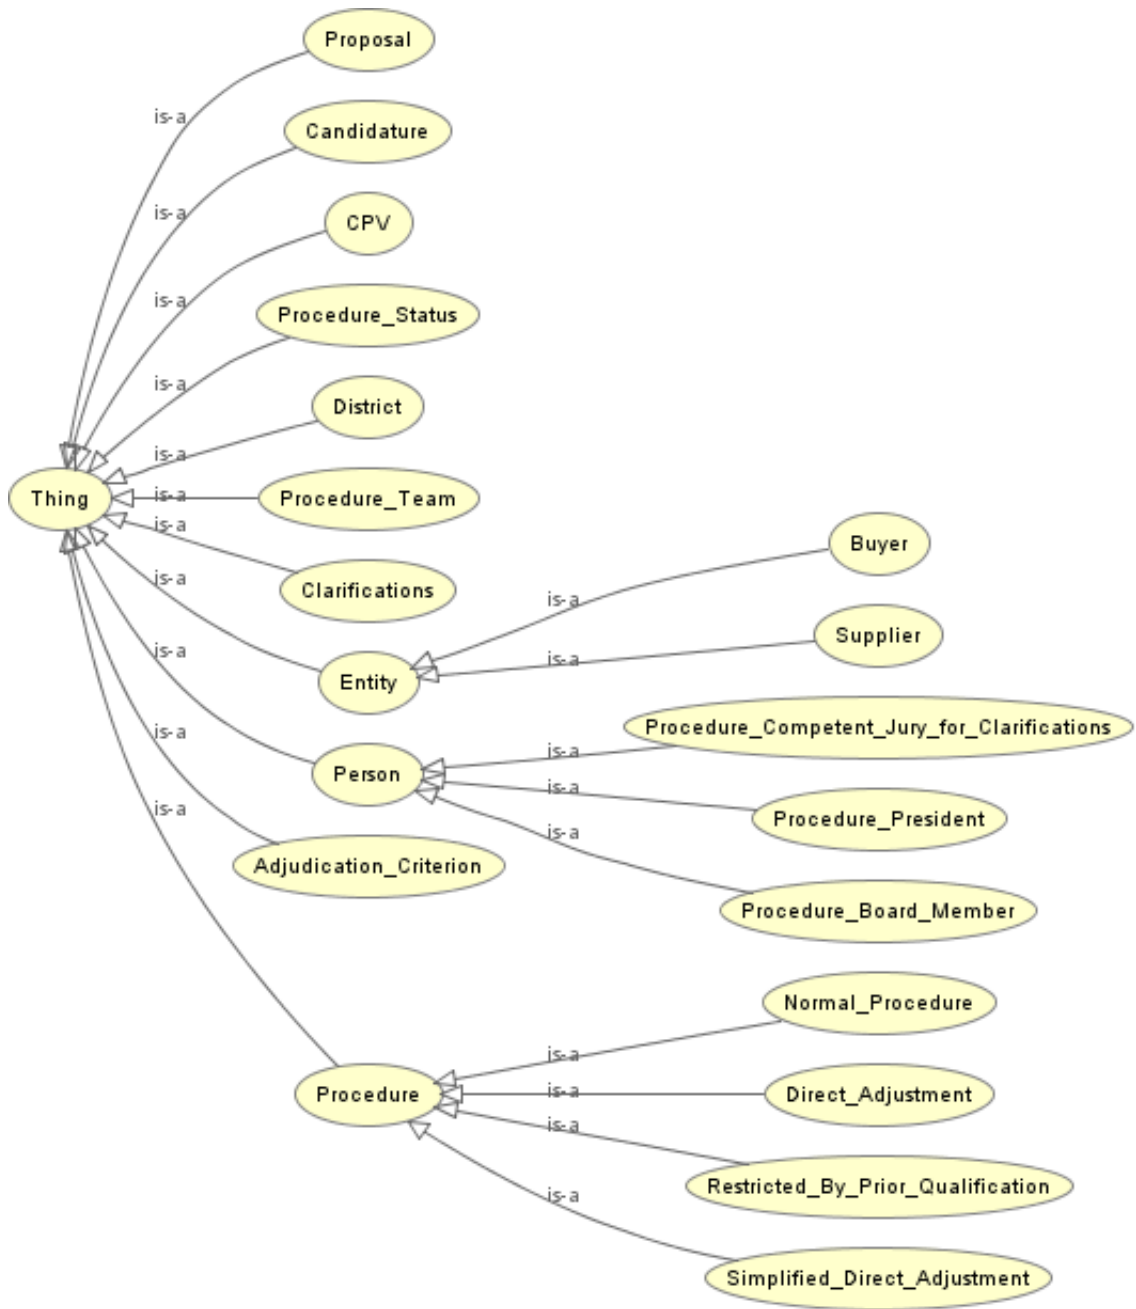 Proposal
is-a
Candidature
is-a
CPV
is-a
Procedure_Status
is-a
District
is-a
Thing
is-a
Procedure_Team
is-a
Clarifications
is-a
Entity
is-a
Buyer
is-a
Supplier
is-a
Person
is-a
Procedure_Competent_Jury_for_Clarifications
is-a
Procedure_President
is-a
Procedure_Board_Member
is-a
Adjudication_Criterion
is-a
Procedure
is-a
Normal_Procedure
is-a
Direct_Adjustment
is-a
Restricted_By_Prior_Qualification
is-a
Simplified_Direct_Adjustment
is-a